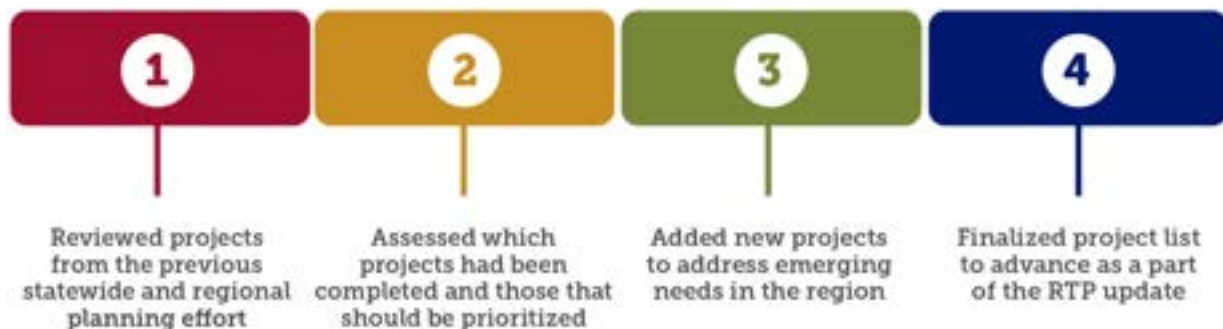 1
2
3
4
Reviewed projects
from the previous
statewide and regional
planning effort
Assessed which
projects had been
completed and those that
should be prioritized
Added new projects
to address emerging
needs in the region
Finalized project list
to advance as a part
of the RTP update